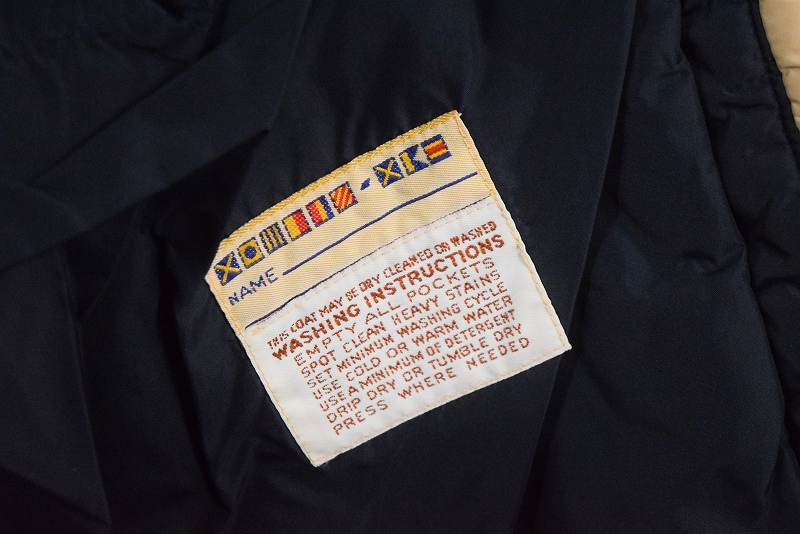 NAME
THIS COAT MAY BE DRY CLEANED OR WASHED
WASHING INSTRUCTIONS
EMPTY ALL POCKETS
SPOT CLEAN HEAVY STAINS
SET MINIMUM WASHING CYCLE
USE COLD OR WARM WATER
USE A MINIMUM OF DETERGENT
DRIP DRY OR TUMBLE DRY
PRESS WHERE NEEDED